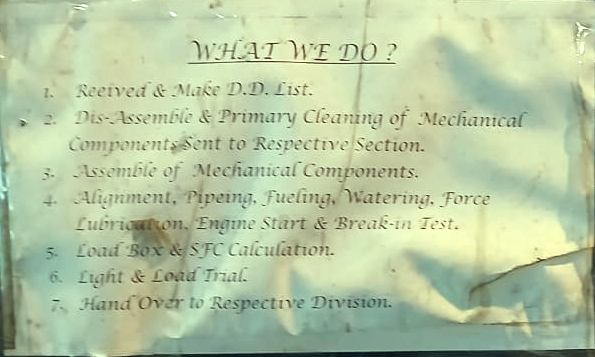 WHAT WE DO ?
1. Reeived & Make D.D. List.
2. Dis-Assemble & Primary Cleaning of Mechanical
Components Sent to Respective Section.
3. Assemble of Mechanical Components.
4. Alignment, Pipeing, Fueling, Watering, Force
Lubrication, Engine Start & Break-in Test.
5. Load Box & SFC Calculation.
6. Light & Load Trial.
7. Hand Over to Respective Division.